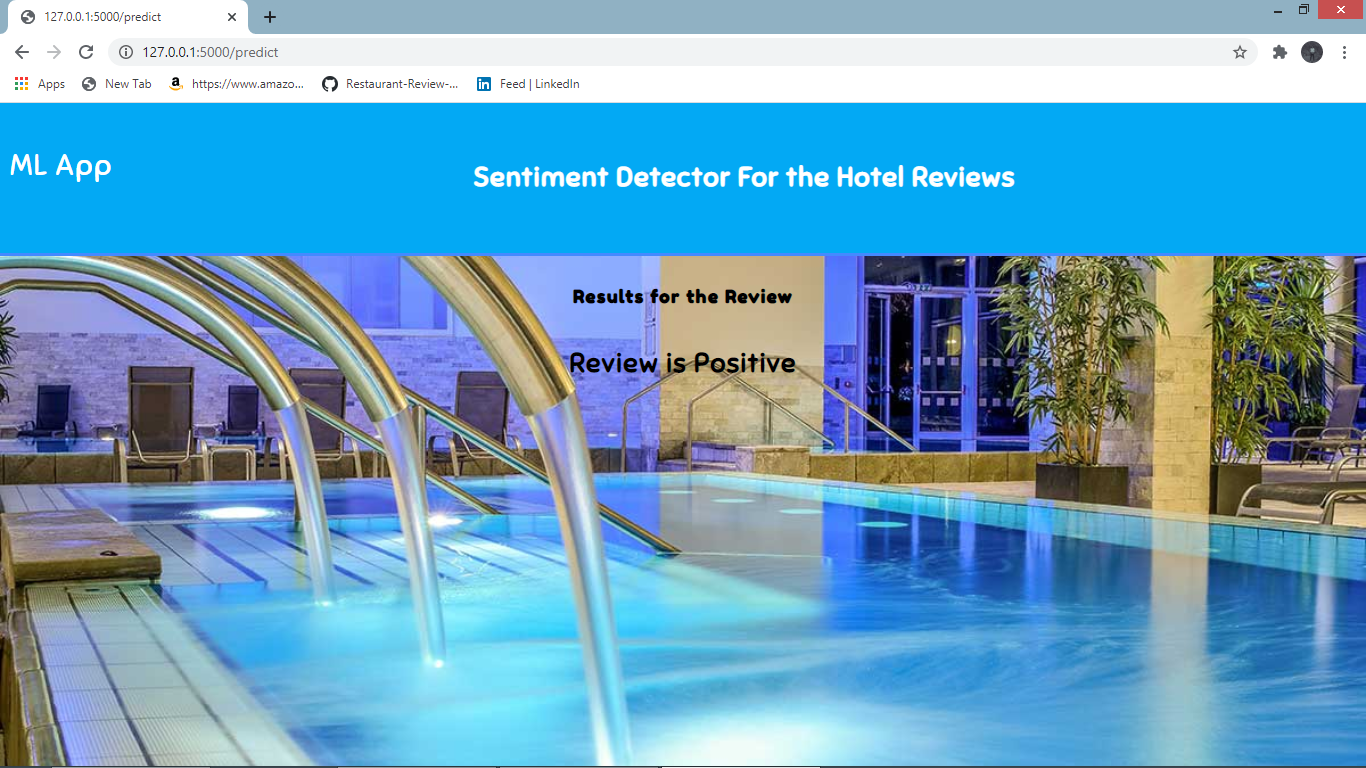 127.0.0.1:5000/predict
127.0.0.1:5000/predict
Apps New Tab https://www.amazo... Restaurant-Review-... Feed | LinkedIn
ML App
Sentiment Detector For the Hotel Reviews
Results for the Review
Review is Positive